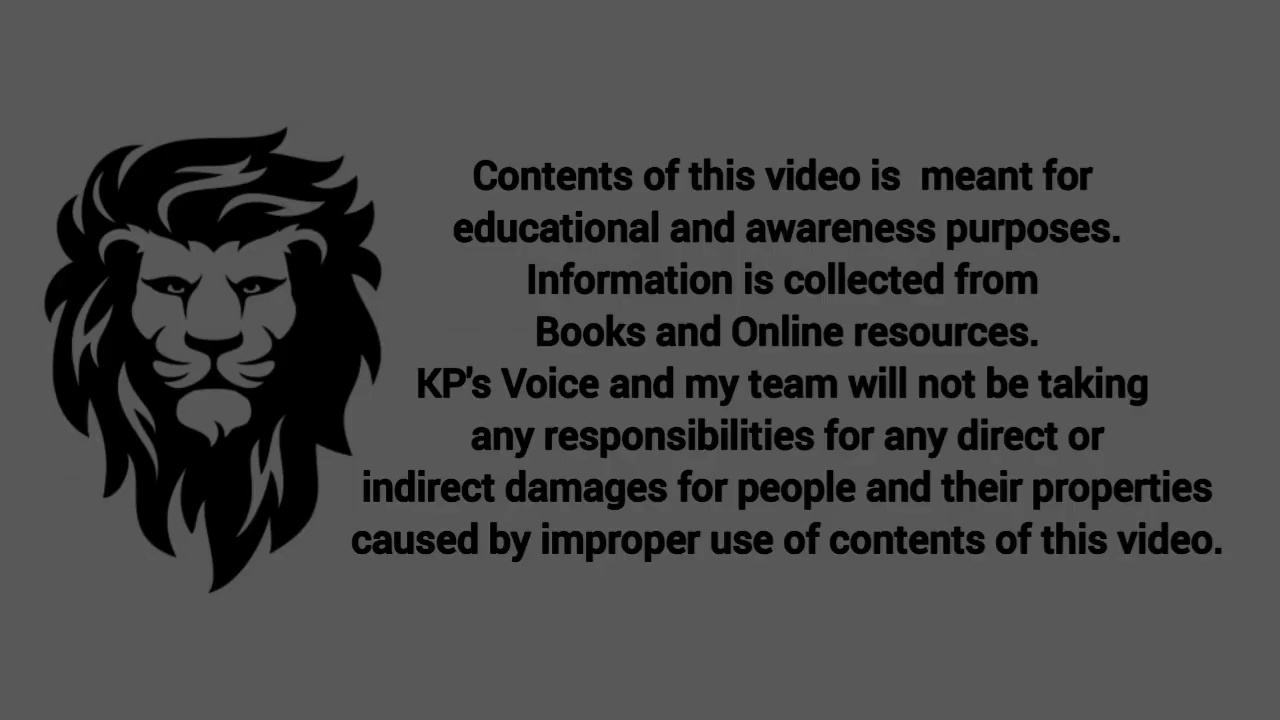 Contents of this video is  meant for
educational and awareness purposes.
Information is collected from
Books and Online resources.
KP's Voice and my team will not be taking
any responsibilities for any direct or
indirect damages for people and their properties
caused by improper use of contents of this video.